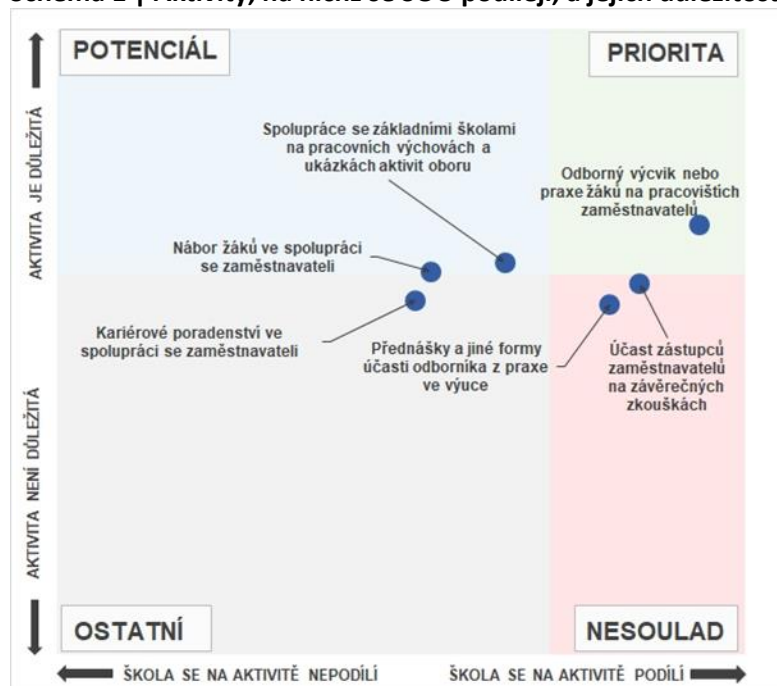 POTENCIÁL
PRIORITA
AKTIVITA JE DŮLEŽITÁ
AKTIVITA NENÍ DŮLEŽITÁ
Spolupráce se základními školami
na pracovních výchovách a
ukázkách aktivit oboru
Odborný výcvik nebo
praxe žáků na pracovištích
zaměstnavatelů
Nábor žáků ve spolupráci
se zaměstnavateli
Kariérové poradenství ve
spolupráci se zaměstnavateli
Přednášky a jiné formy
účasti odborníka z praxe
ve výuce
Účast zástupců
zaměstnavatelů
na závěrečných
zkouškách
OSTATNÍ
NESOULAD
ŠKOLA SE NA AKTIVITĚ NEPODÍLÍ
ŠKOLA SE NA AKTIVITĚ PODÍLÍ